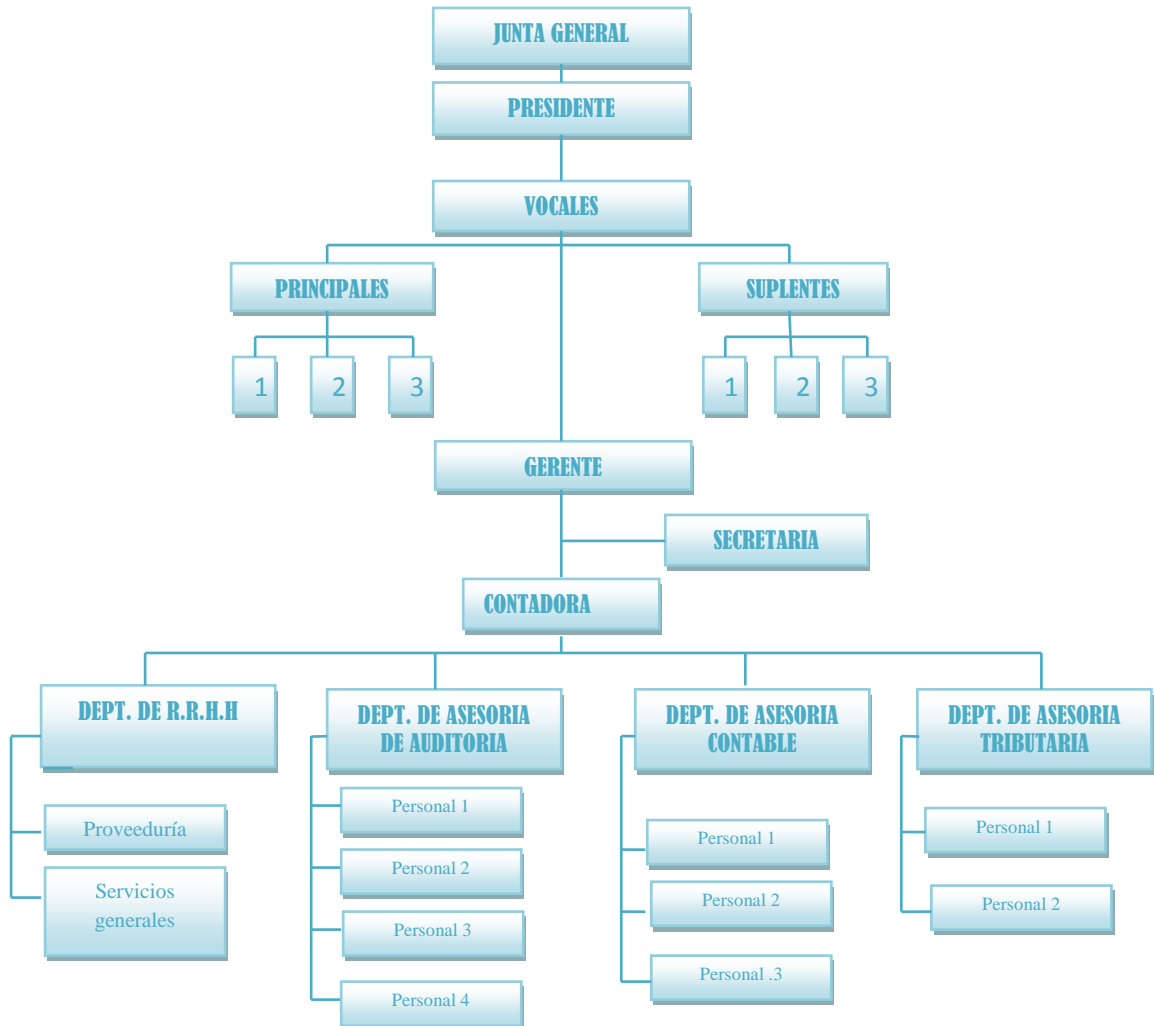 JUNTA GENERAL
PRESIDENTE
VOCALES
PRINCIPALES
SUPLENTES
1
2
3
1
2
3
GERENTE
SECRETARIA
CONTADORA
DEPT. DE R.R.H.H
Proveeduría
Servicios
generales
DEPT. DE ASESORIA
DE AUDITORIA
Personal 1
Personal 2
Personal 3
Personal 4
DEPT. DE ASESORIA
CONTABLE
Personal 1
Personal 2
Personal .3
DEPT. DE ASESORIA
TRIBUTARIA
Personal 1
Personal 2